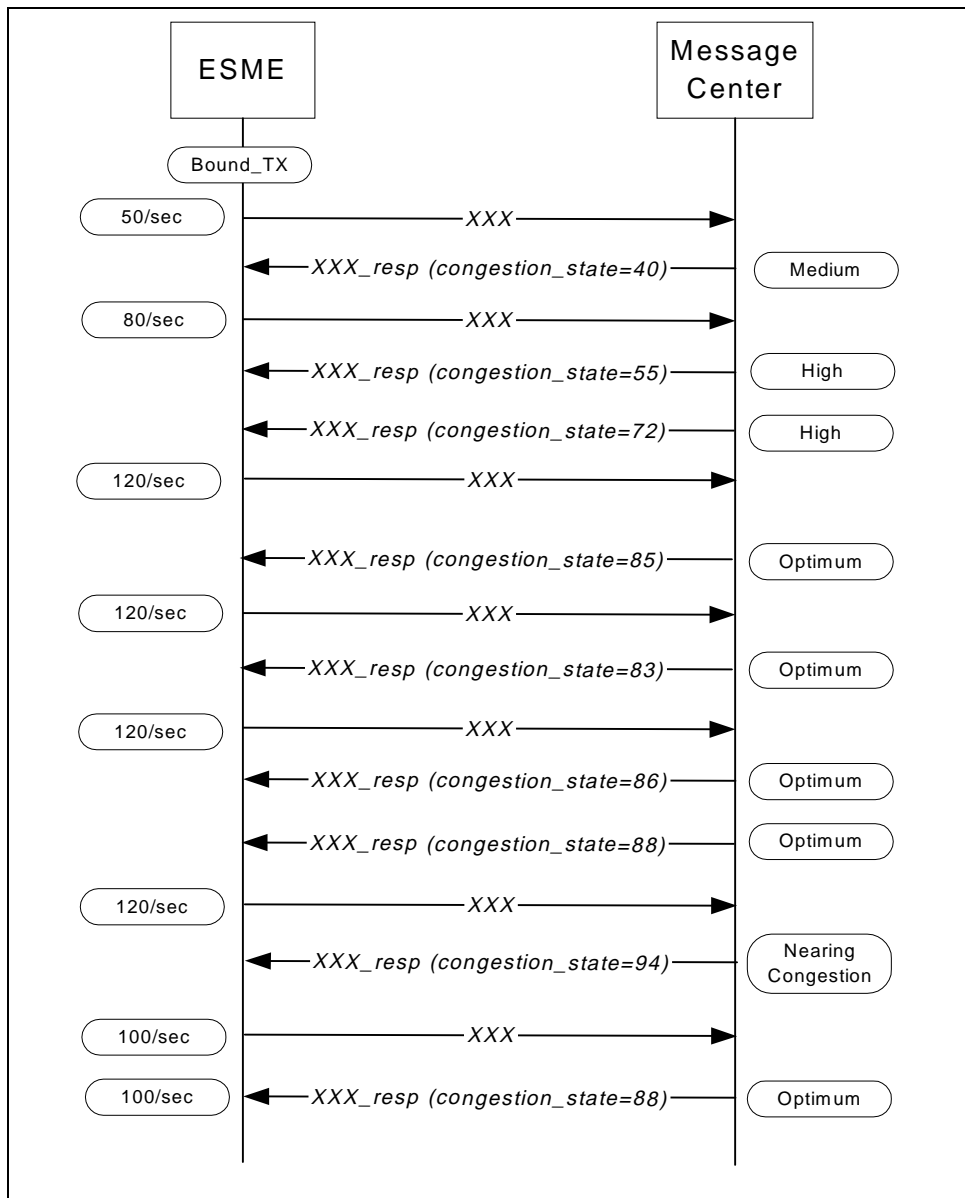 ESME
Message
Center
Bound_TX
50/sec
XXX
XXX_resp (congestion_state=40)
Medium
80/sec
XXX
XXX_resp (congestion_state=55)
High
XXX_resp (congestion_state=72)
High
120/sec
XXX
XXX_resp (congestion_state=85)
Optimum
120/sec
XXX
XXX_resp (congestion_state=83)
Optimum
120/sec
XXX
XXX_resp (congestion_state=86)
Optimum
XXX_resp (congestion_state=88)
Optimum
120/sec
XXX
XXX_resp (congestion_state=94)
Nearing
Congestion
100/sec
XXX
100/sec
XXX_resp (congestion_state=88)
Optimum